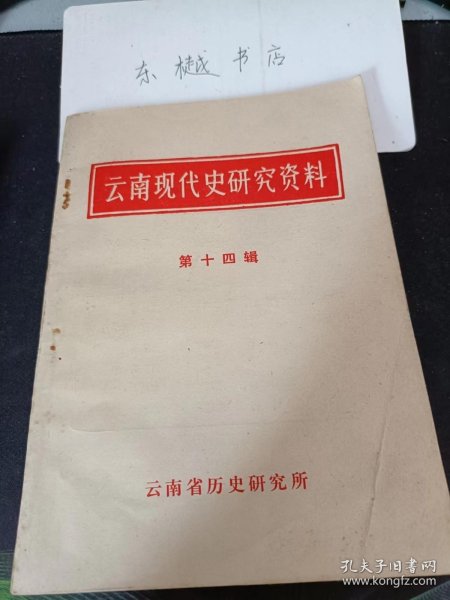 东樾书店
云南现代史研究资料
第十四辑
云南省历史研究所
孔夫子旧书网
www.kongfz.com